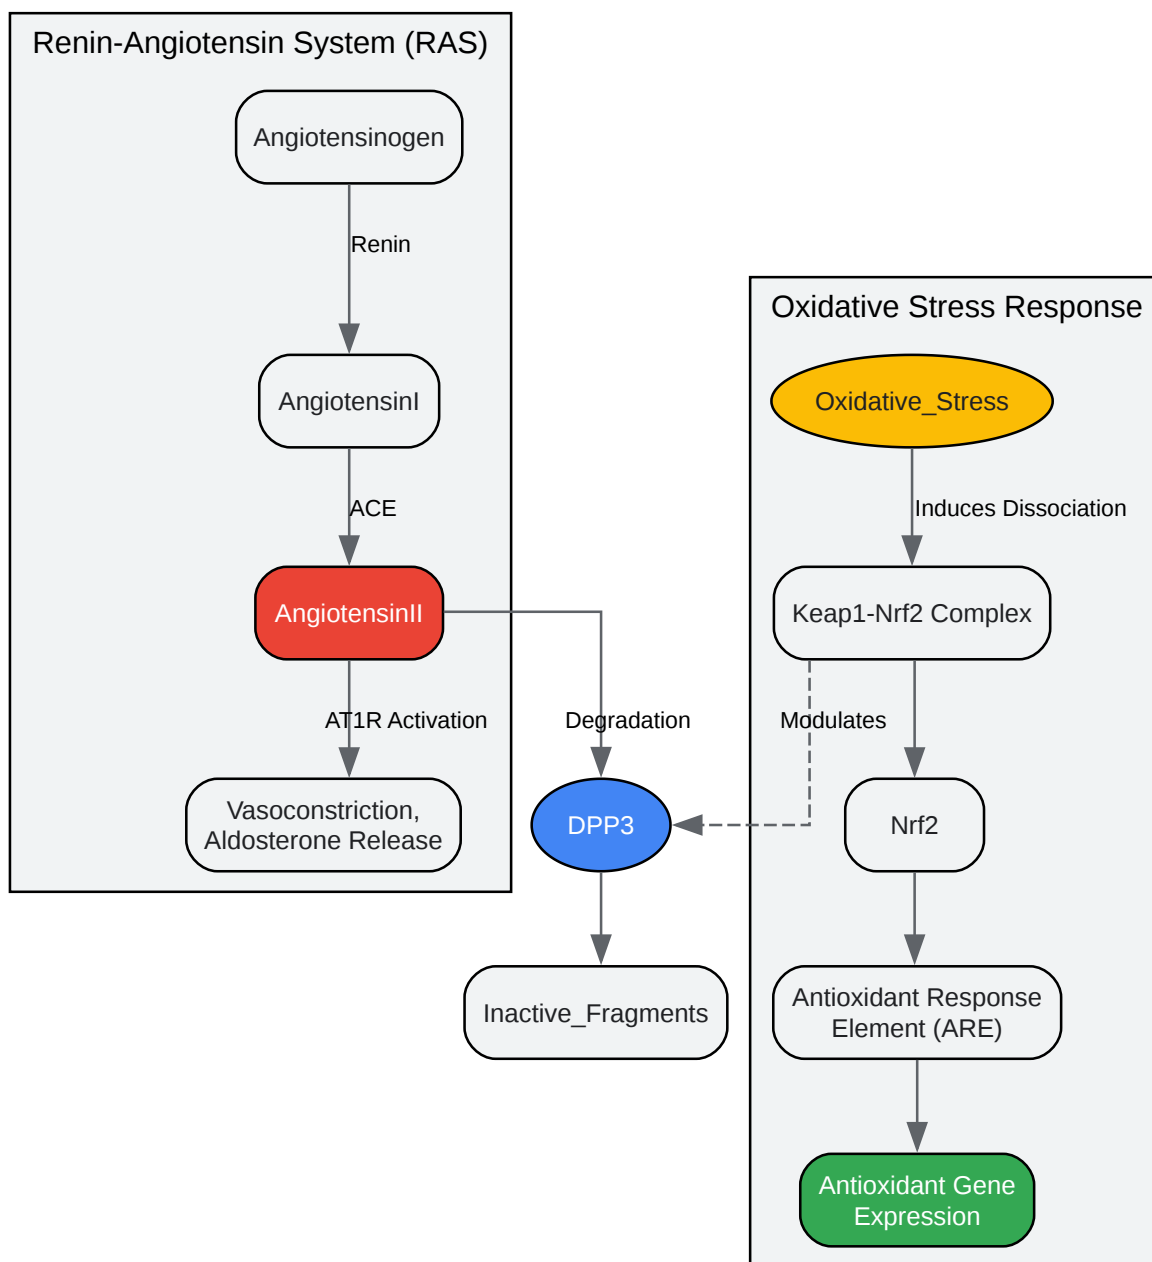 Renin-Angiotensin System (RAS)
Angiotensinogen
Renin
AngiotensinI
ACE
AngiotensinII
AT1R Activation
Vasoconstriction,
Aldosterone Release
Degradation
DPP3
Inactive_Fragments
Oxidative Stress Response
Oxidative_Stress
Induces Dissociation
Keap1-Nrf2 Complex
Modulates
Nrf2
Antioxidant Response
Element (ARE)
Antioxidant Gene
Expression